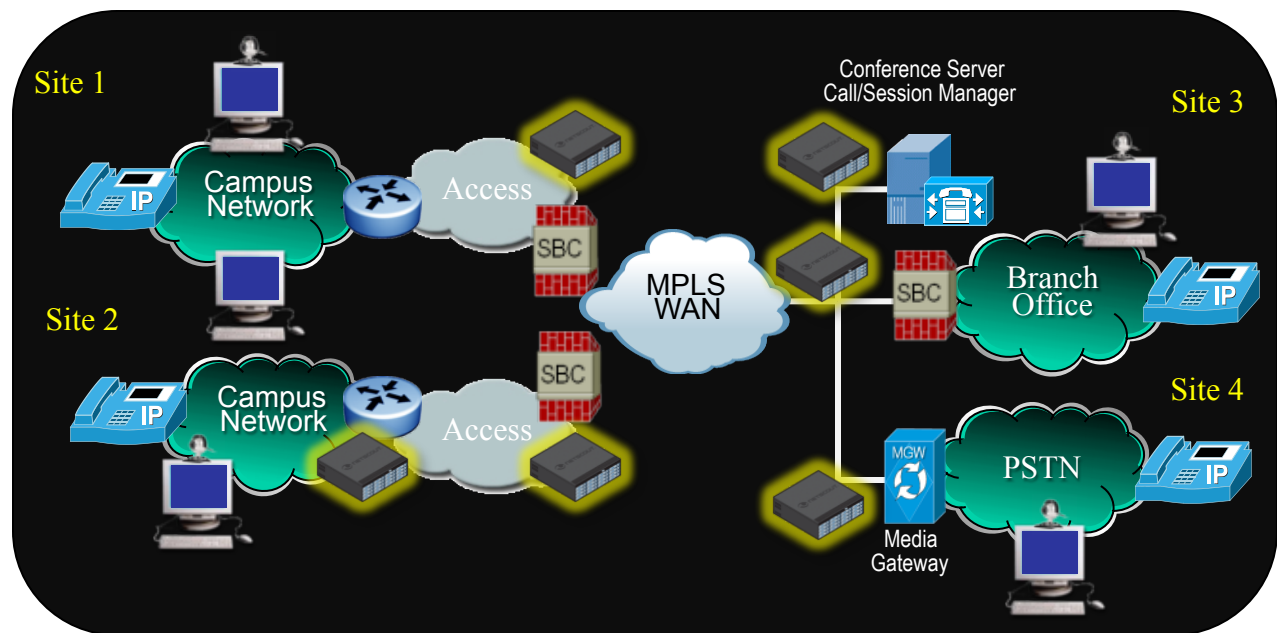 Site 1
Conference Server
Call/Session Manager
Site 3
IP
Campus
Network
Access
SBC
MPLS
WAN
SBC
Branch
Office
IP
Site 2
IP
Campus
Network
Access
SBC
Site 4
MGW
PSTN
IP
Media
Gateway